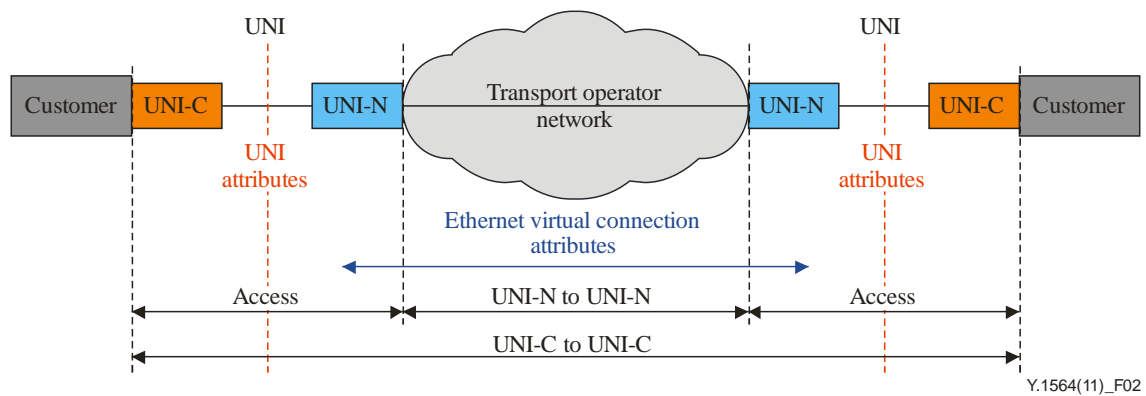 UNI
UNI
Customer
UNI-C
UNI-N
Transport operator
network
UNI-N
UNI-C
Customer
UNI
attributes
UNI
attributes
Ethernet virtual connection
attributes
Access
UNI-N to UNI-N
Access
UNI-C to UNI-C
Y.1564(11)_F02